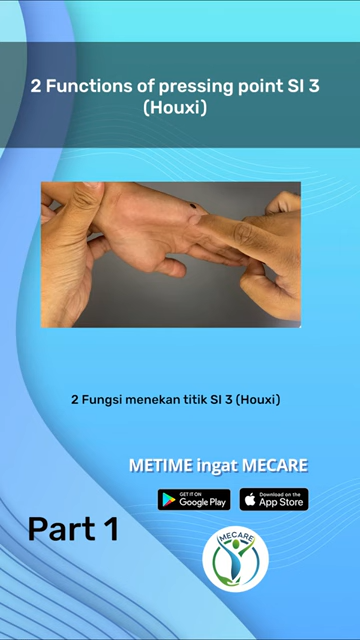 2 Functions of pressing point SI 3
(Houxi)
2 Fungsi menekan titik SI 3 (Houxi)
METIME ingat MECARE
GET IT ON
Google Play
Download on the
App Store
Part 1
MECARE